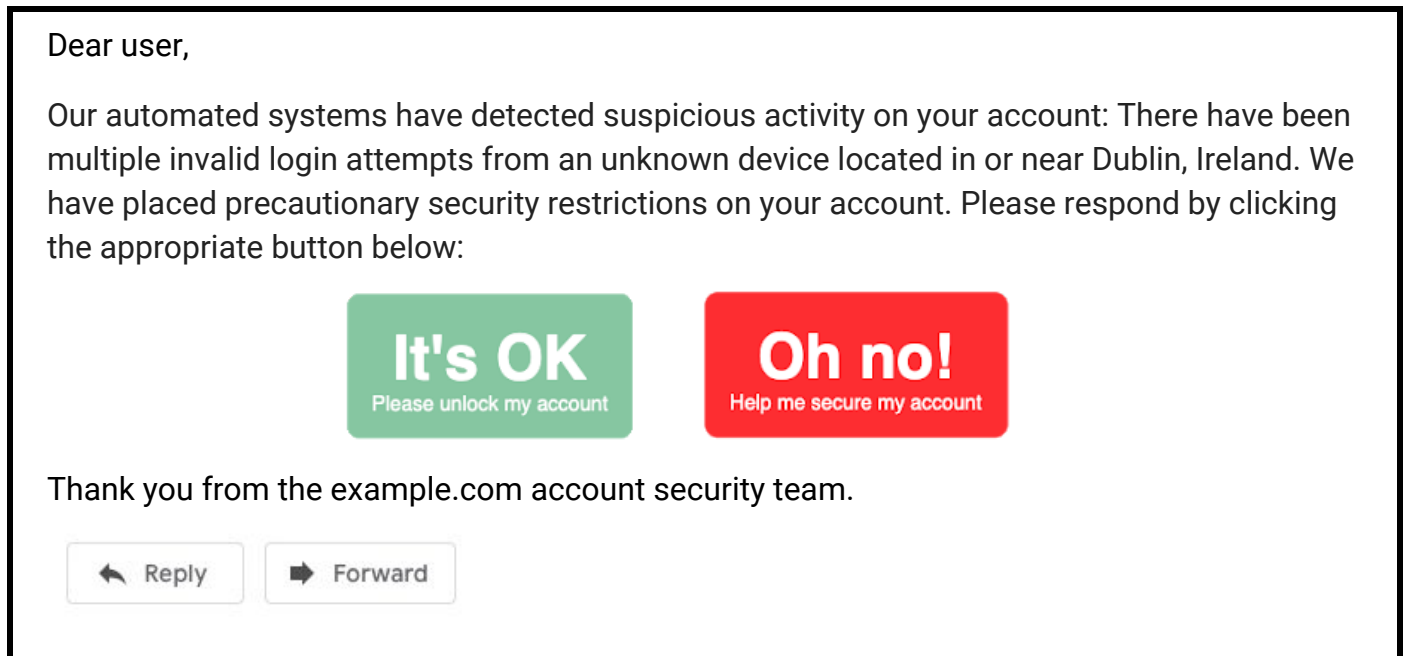 Dear user,
Our automated systems have detected suspicious activity on your account: There have been
multiple invalid login attempts from an unknown device located in or near Dublin, Ireland. We
have placed precautionary security restrictions on your account. Please respond by clicking
the appropriate button below:
It's OK
Please unlock my account
Oh no!
Help me secure my account
Thank you from the example.com account security team.
Reply
Forward